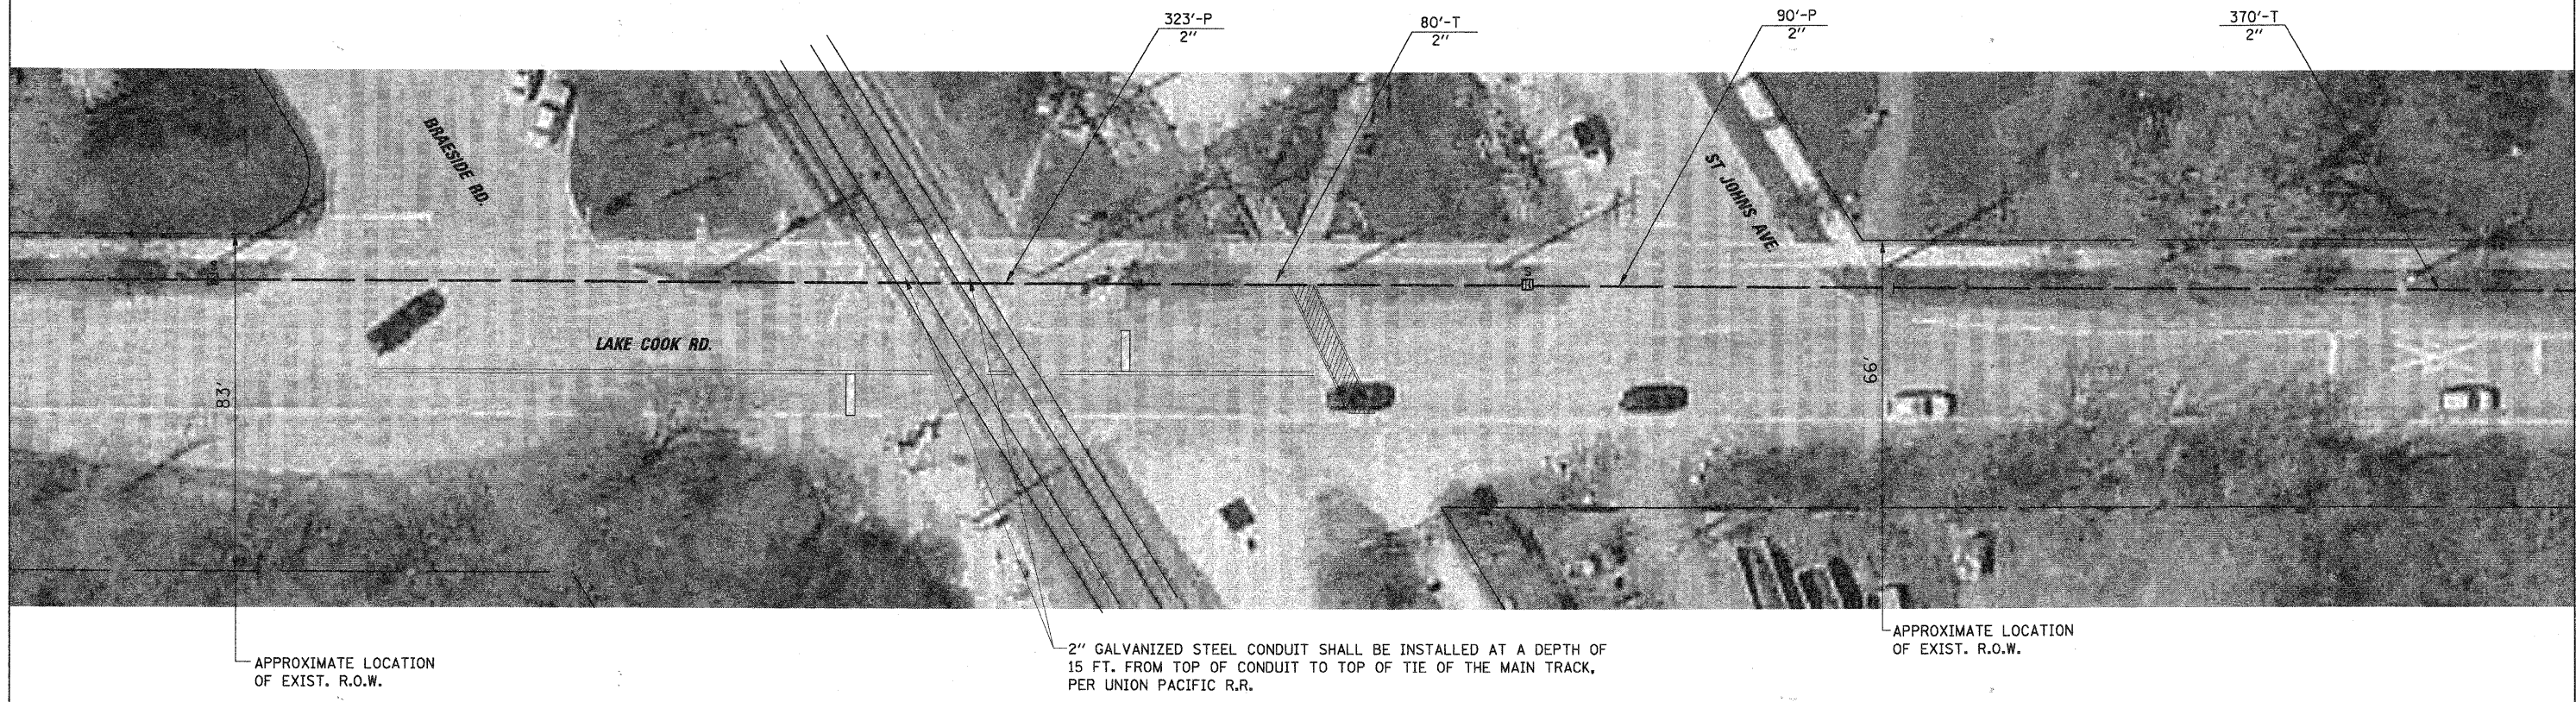 323'-P
2"
80'-T
2"
90'-P
2"
370'-T
2"
BRAESIDE RD.
ST JOHNS AVE
LAKE COOK RD.
83'
66'
2" GALVANIZED STEEL CONDUIT SHALL BE INSTALLED AT A DEPTH OF
15 FT. FROM TOP OF CONDUIT TO TOP OF TIE OF THE MAIN TRACK,
PER UNION PACIFIC R.R.
APPROXIMATE LOCATION
OF EXIST. R.O.W.
APPROXIMATE LOCATION
OF EXIST. R.O.W.